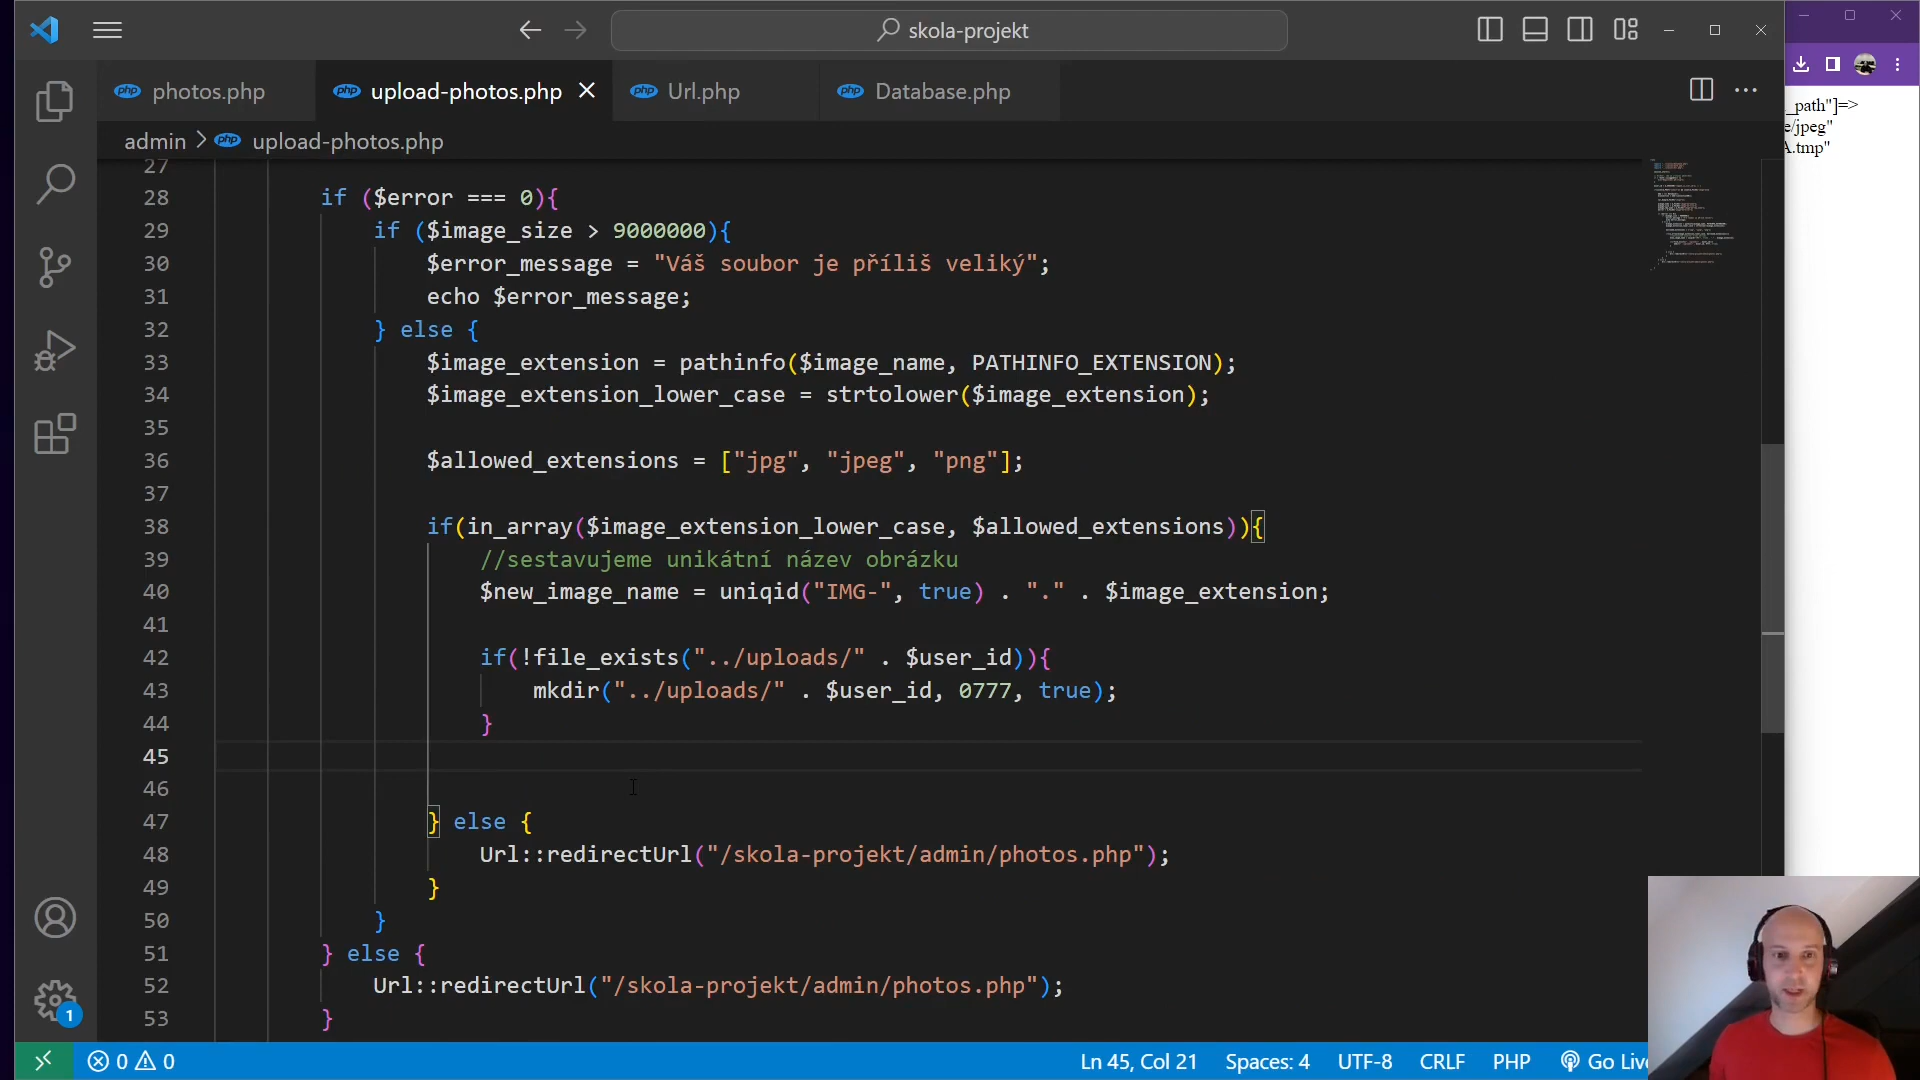 skola-projekt
photos.php
upload-photos.php
Url.php
Database.php
admin > upload-photos.php
27
28 if ($error === 0){
29 if ($image_size > 9000000){
30 $error_message = "Váš soubor je příliš veliký";
31 echo $error_message;
32 } else {
33 $image_extension = pathinfo($image_name, PATHINFO_EXTENSION);
34 $image_extension_lower_case = strtolower($image_extension);
35
36 $allowed_extensions = ["jpg", "jpeg", "png"];
37
38 if(in_array($image_extension_lower_case, $allowed_extensions)){
39 //sestavujeme unikátní název obrázku
40 $new_image_name = uniqid("IMG-", true) . "." . $image_extension;
41
42 if(!file_exists("../uploads/" . $user_id)){
43 mkdir("../uploads/" . $user_id, 0777, true);
44 }
45
46
47 } else {
48 Url::redirectUrl("/skola-projekt/admin/photos.php");
49 }
50 }
51 } else {
52 Url::redirectUrl("/skola-projekt/admin/photos.php");
53 }
_path"]=>
e/jpeg"
A.tmp"
1
0 0
Ln 45, Col 21 Spaces: 4 UTF-8 CRLF PHP Go Liv